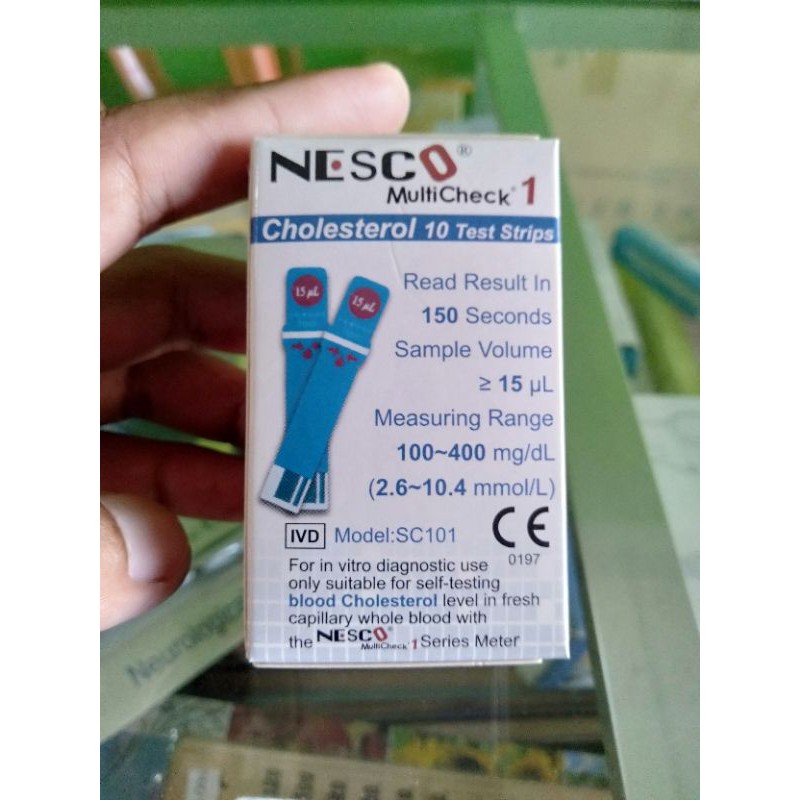 NESCO®
MultiCheck® 1
Cholesterol 10 Test Strips
15 µL
15 µL
Read Result In
150 Seconds
Sample Volume
≥ 15 µL
Measuring Range
100~400 mg/dL
(2.6~10.4 mmol/L)
IVD Model:SC101
CE
0197
For in vitro diagnostic use
only suitable for self-testing
blood Cholesterol level in fresh
capillary whole blood with
the NESCO® MultiCheck® 1 Series Meter
Neurological